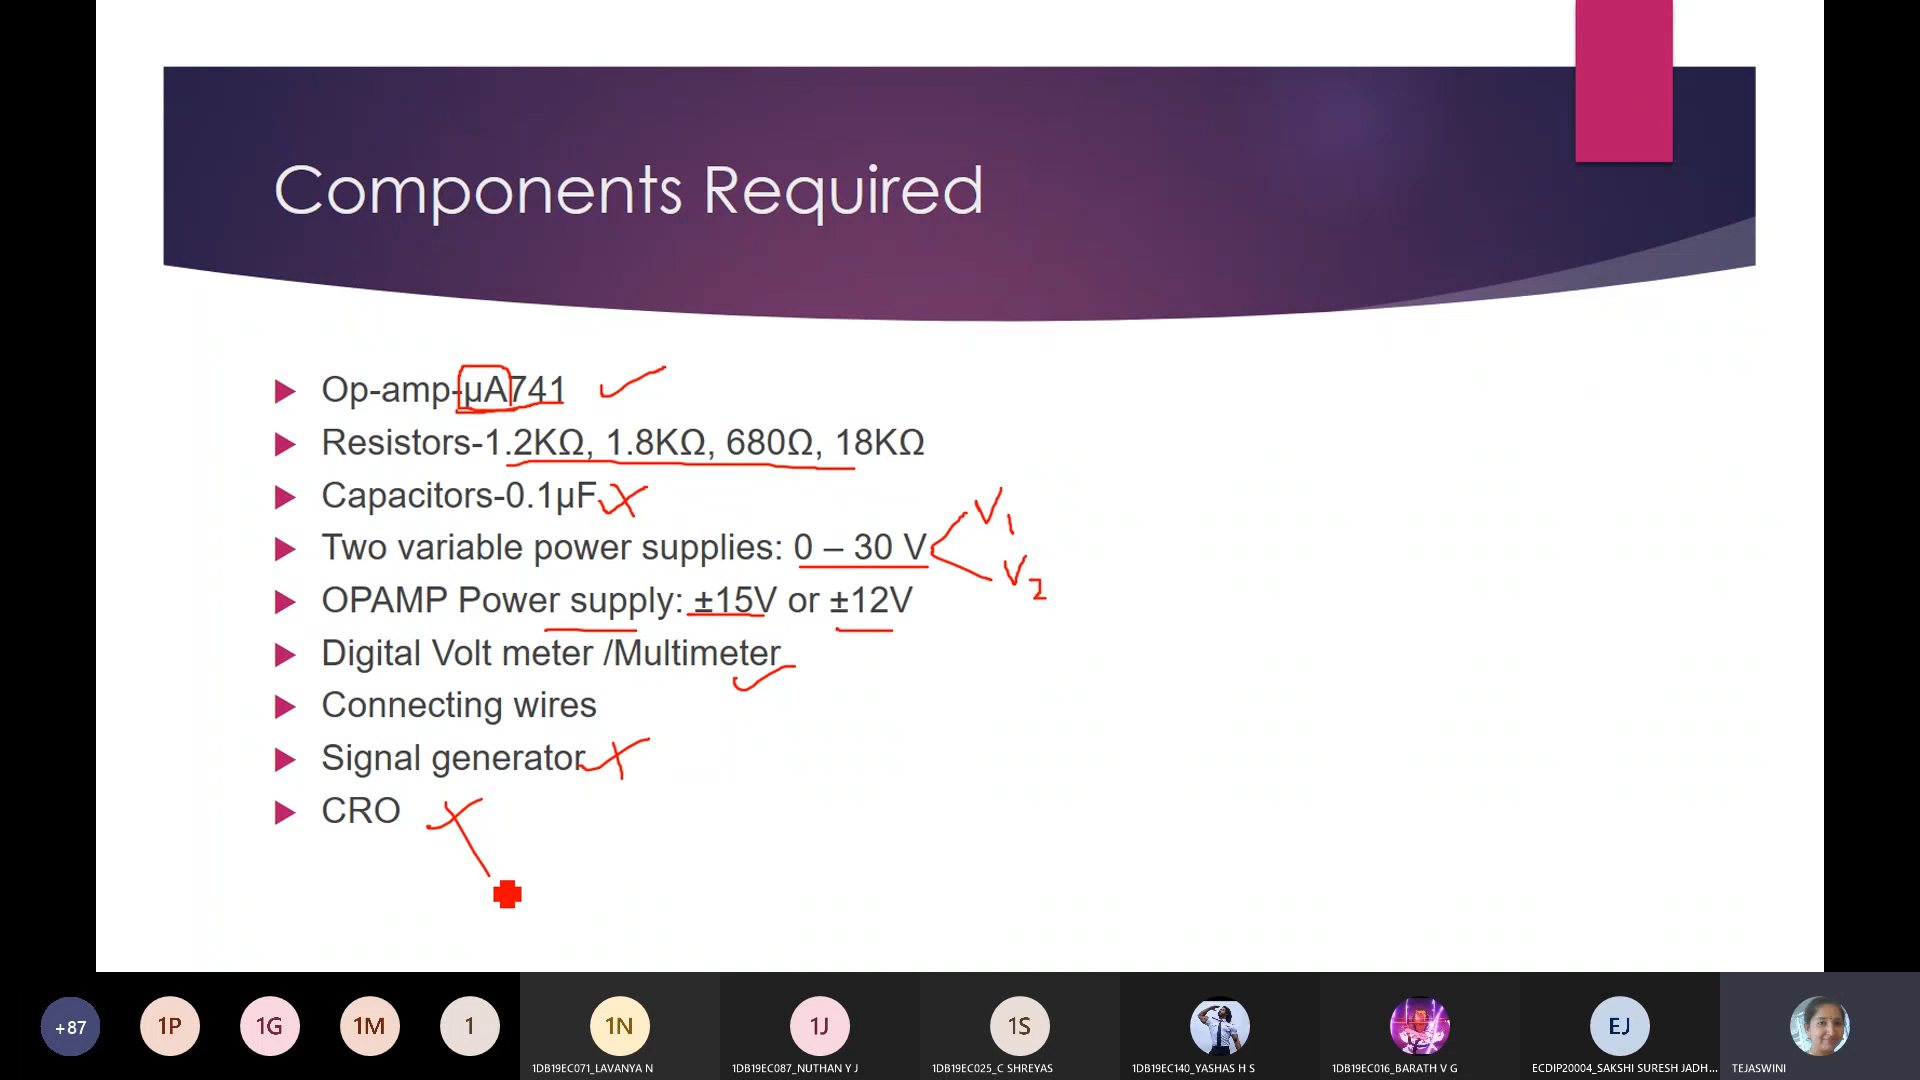 Components Required
Op-amp-µA741
Resistors-1.2KΩ, 1.8KΩ, 680Ω, 18KΩ
Capacitors-0.1µF
V1
Two variable power supplies: 0 – 30 V
V2
OPAMP Power supply: ±15V or ±12V
Digital Volt meter /Multimeter
Connecting wires
Signal generator
CRO
+87
1P
1G
1M
1
1N
1J
1S
EJ
1DB19EC071_LAVANYA N
1DB19EC087_NUTHAN Y J
1DB19EC025_C SHREYAS
1DB19EC140_YASHAS H S
1DB19EC016_BARATH V G
ECDIP20004_SAKSHI SURESH JADH...
TEJASWINI